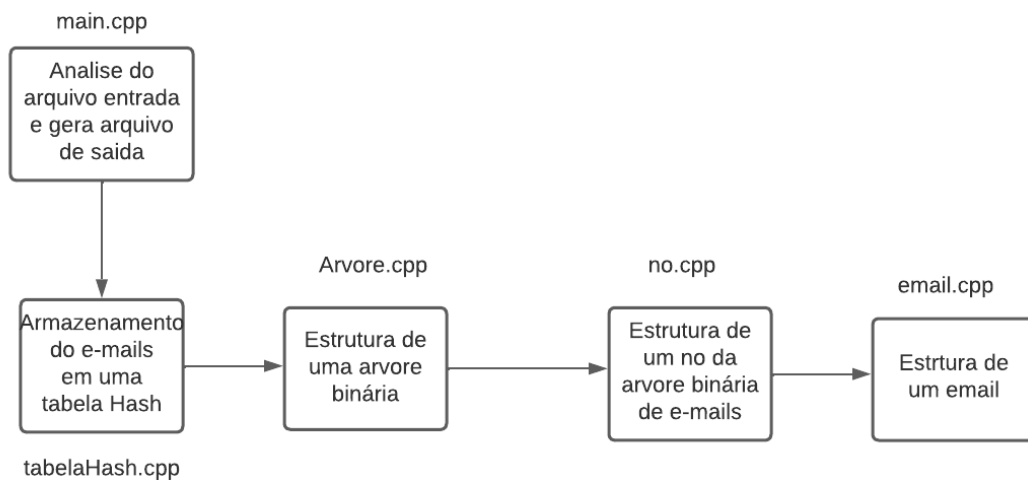 main.cpp
Analise do
arquivo entrada
e gera arquivo
de saida
Armazenamento
do e-mails
em uma
tabela Hash
tabelaHash.cpp
Arvore.cpp
Estrutura de
uma arvore
binária
no.cpp
Estrutura de
um no da
arvore binária
de e-mails
email.cpp
Estrtura de
um email